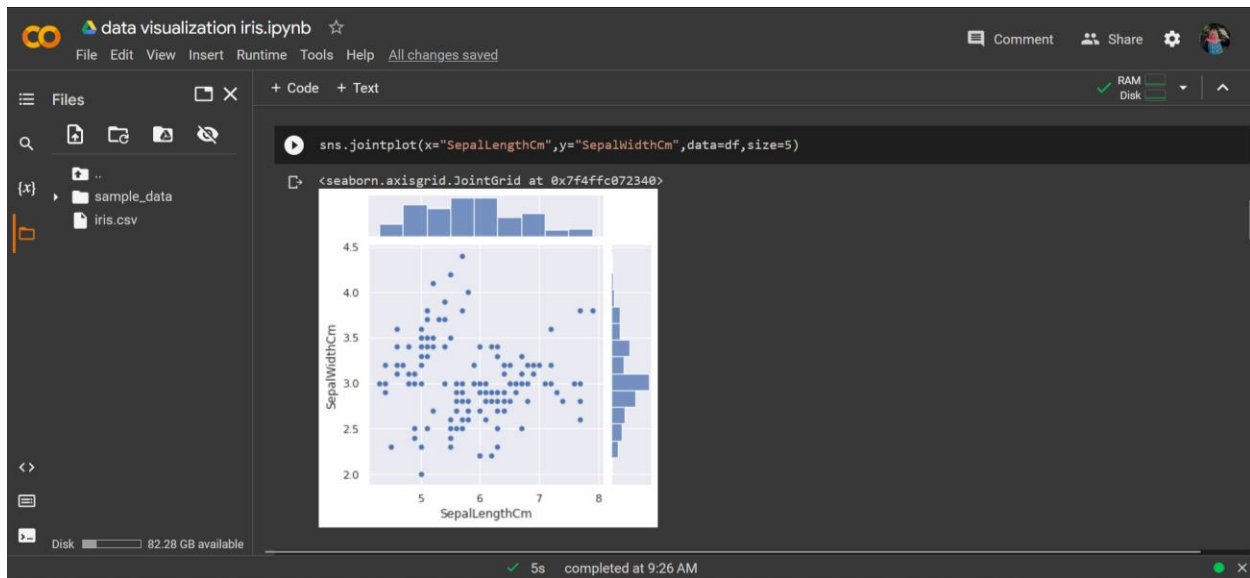 data visualization iris.ipynb
File Edit View Insert Runtime Tools Help All changes saved
Comment
Share
Files
+ Code + Text
RAM
Disk
..
sample_data
iris.csv
{x}
sns.jointplot(x="SepalLengthCm",y="SepalWidthCm",data=df,size=5)
<seaborn.axisgrid.JointGrid at 0x7f4ffc072340>
4.5
4.0
3.5
3.0
2.5
2.0
SepalWidthCm
5 6 7 8
SepalLengthCm
<>
Disk 82.28 GB available
5s completed at 9:26 AM